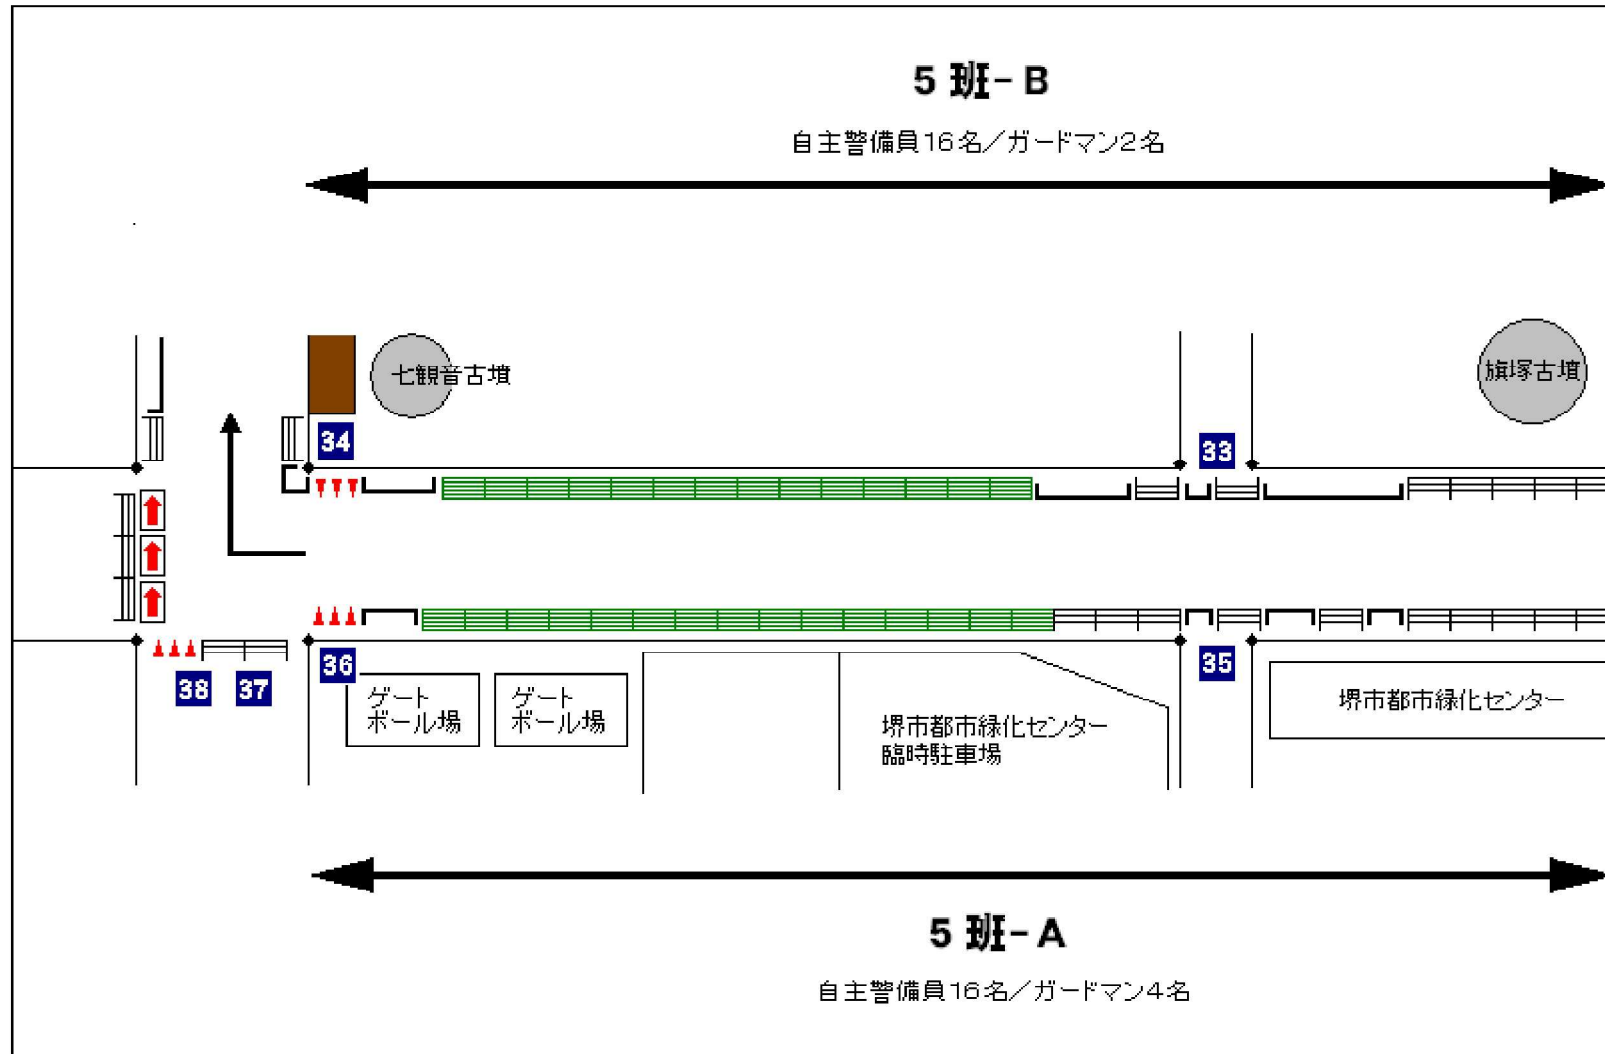 5 班-B
自主警備員16名／ガードマン2名
七観音古墳
旗塚古墳
34
33
36
35
38
37
ゲート
ボール場
ゲート
ボール場
堺市都市緑化センター
臨時駐車場
堺市都市緑化センター
5 班-A
自主警備員16名／ガードマン4名